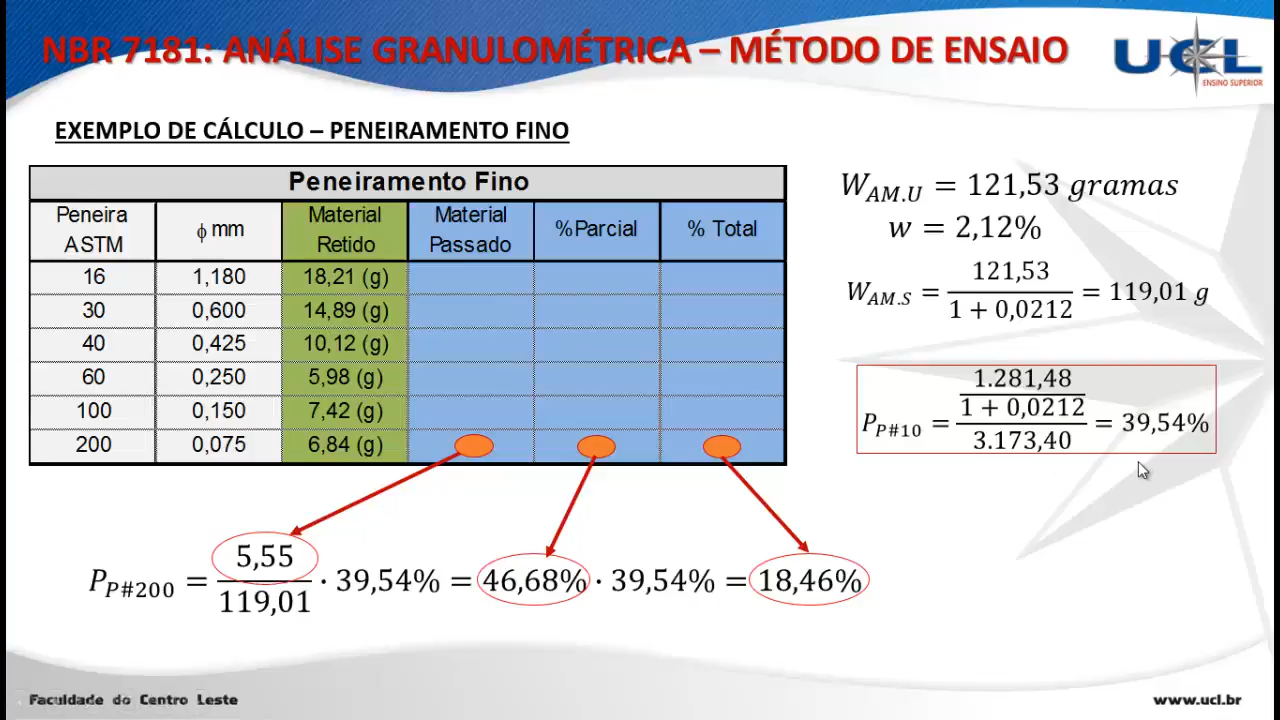 NBR 7181: ANÁLISE GRANULOMÉTRICA – MÉTODO DE ENSAIO
UCL
ENSINO SUPERIOR
EXEMPLO DE CÁLCULO – PENEIRAMENTO FINO
Peneiramento Fino
Peneira ASTM | ϕ mm | Material Retido | Material Passado | %Parcial | % Total
16 | 1,180 | 18,21 (g)
30 | 0,600 | 14,89 (g)
40 | 0,425 | 10,12 (g)
60 | 0,250 | 5,98 (g)
100 | 0,150 | 7,42 (g)
200 | 0,075 | 6,84 (g)
W_AM.U = 121,53 gramas
w = 2,12%
W_AM.S = 121,53 / 1 + 0,0212 = 119,01 g
P_P#10 = 1.281,48 / 1 + 0,0212 / 3.173,40 = 39,54%
P_P#200 = 5,55 / 119,01 · 39,54% = 46,68% · 39,54% = 18,46%
Faculdade do Centro Leste
www.ucl.br